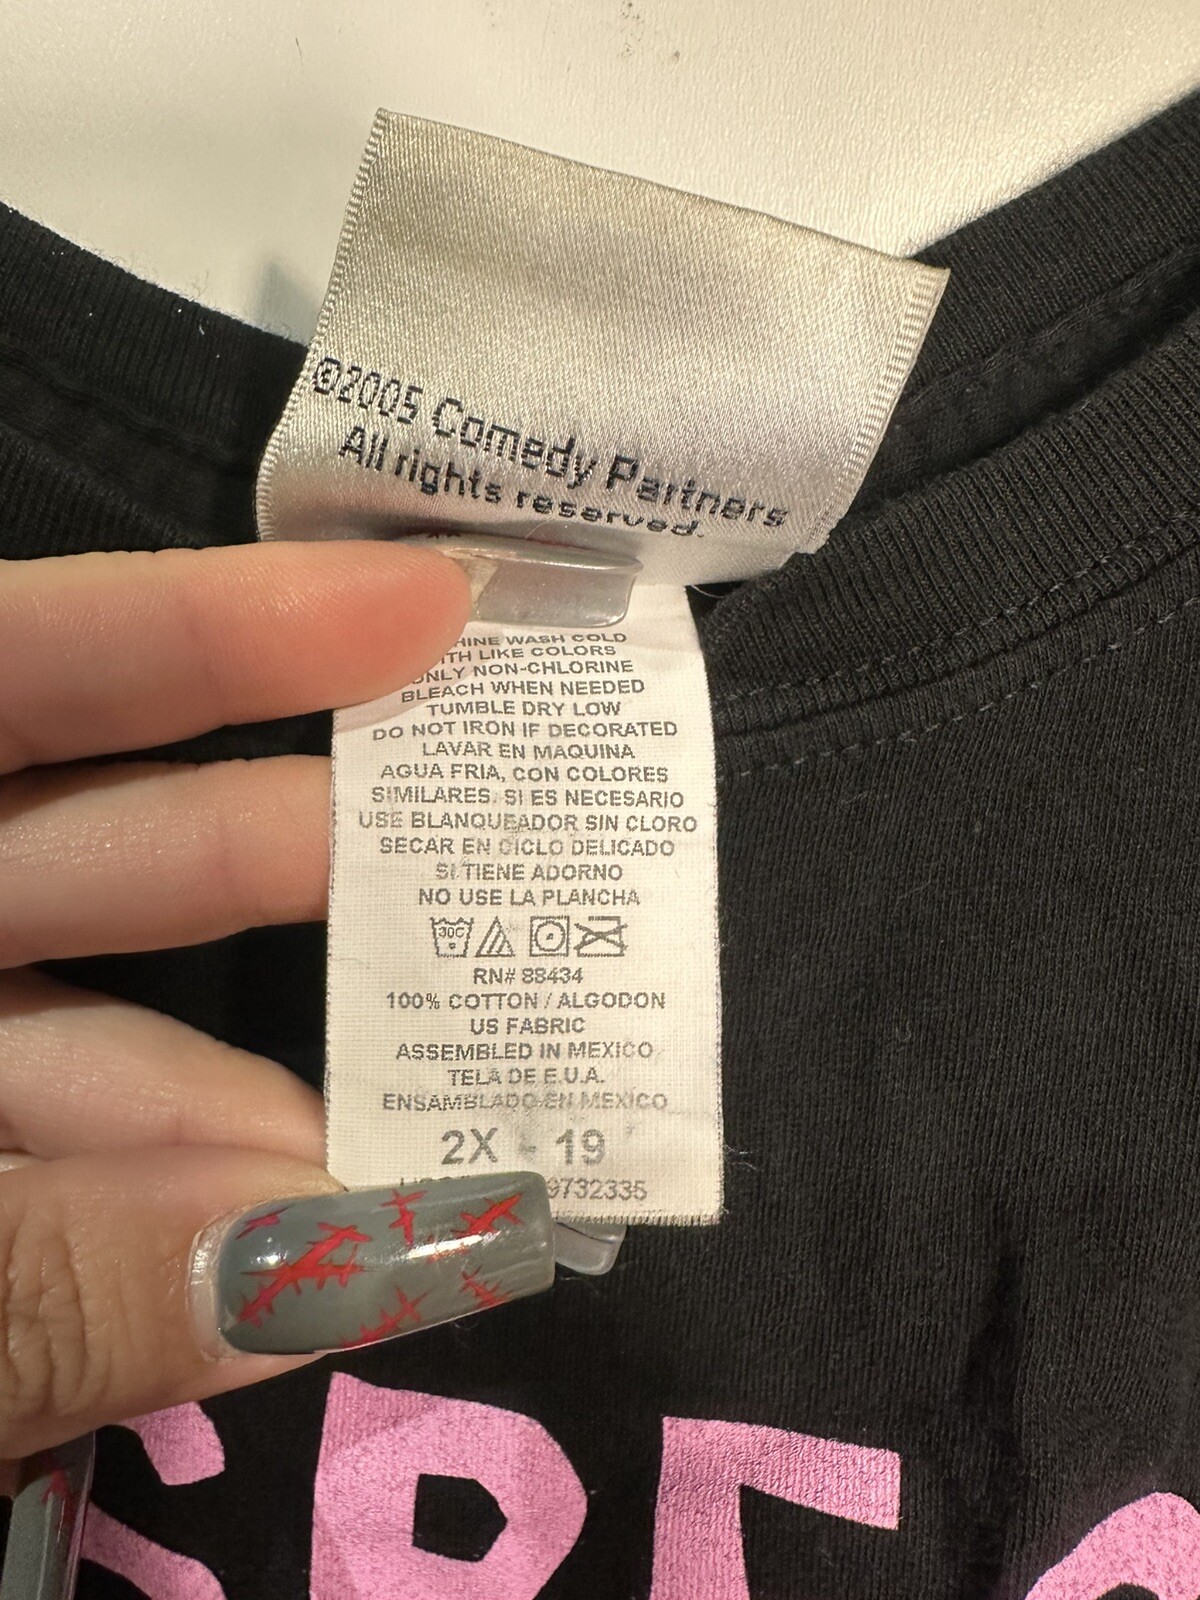 ©2005 Comedy Partners
All rights reserved.
WASH COLD
LIKE COLORS
ONLY NON-CHLORINE
BLEACH WHEN NEEDED
TUMBLE DRY LOW
DO NOT IRON IF DECORATED
LAVAR EN MAQUINA
AGUA FRIA, CON COLORES
SIMILARES. SI ES NECESARIO
USE BLANQUEADOR SIN CLORO
SECAR EN CICLO DELICADO
SI TIENE ADORNO
NO USE LA PLANCHA
30C
RN# 88434
100% COTTON / ALGODON
US FABRIC
ASSEMBLED IN MEXICO
TELA DE E.U.A.
ENSAMBLADO EN MEXICO
2X - 19
9732335